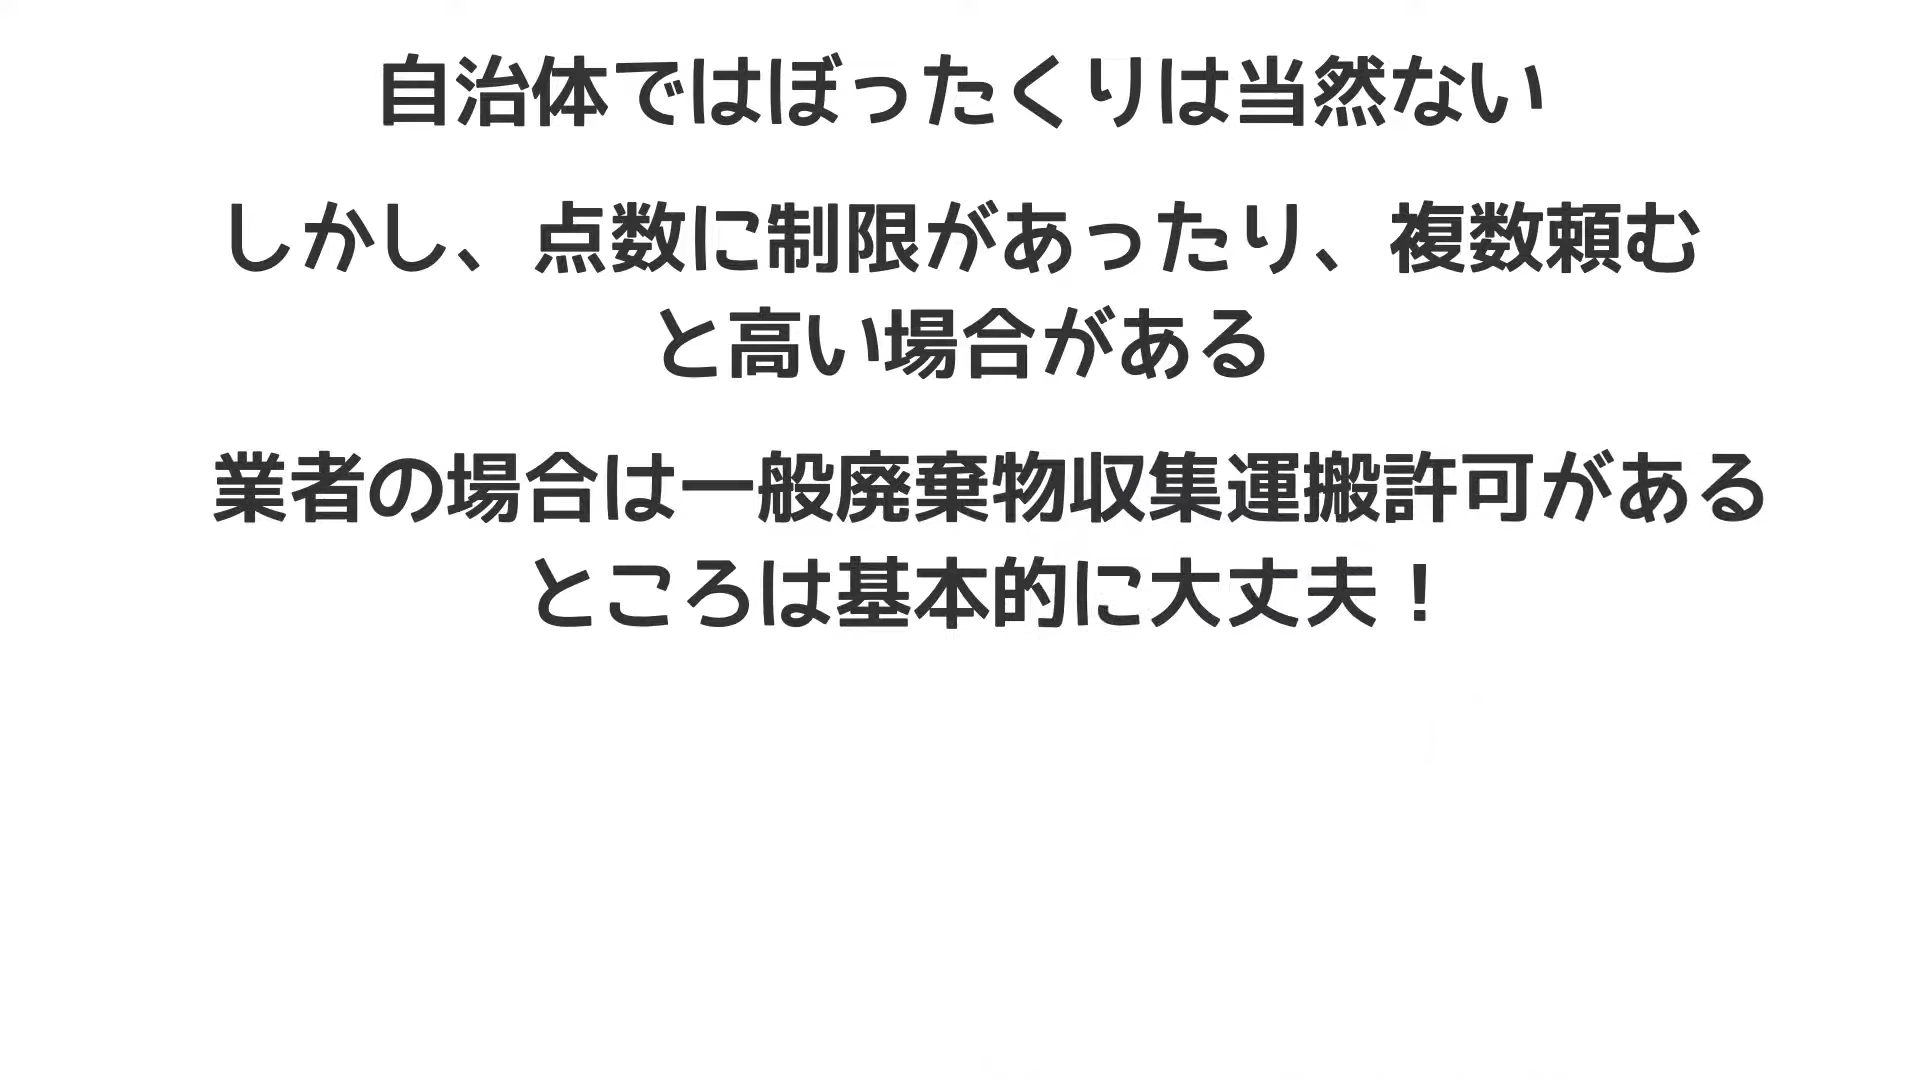 自治体ではぼったくりは当然ない
しかし、点数に制限があったり、複数頼む
と高い場合がある
業者の場合は一般廃棄物収集運搬許可がある
ところは基本的に大丈夫！